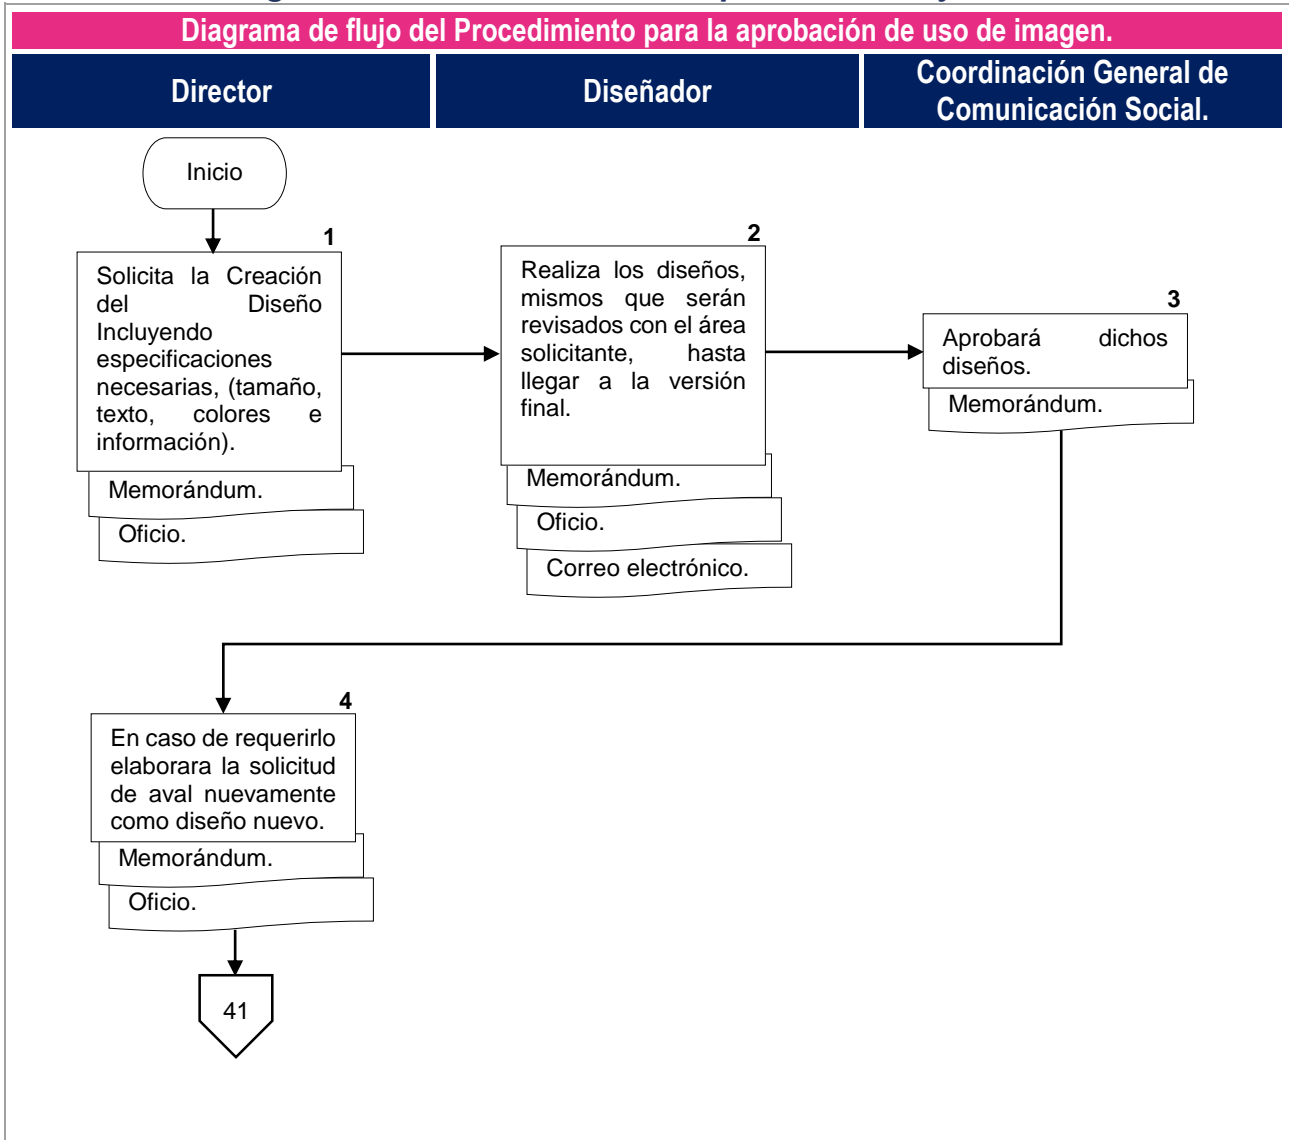 Diagrama de flujo del Procedimiento para la aprobación de uso de imagen.
Director
Diseñador
Coordinación General de
Comunicación Social.
Inicio
1
Solicita la Creación
del Diseño
Incluyendo
especificaciones
necesarias, (tamaño,
texto, colores e
información).
Memorándum.
Oficio.
2
Realiza los diseños,
mismos que serán
revisados con el área
solicitante, hasta
llegar a la versión
final.
Memorándum.
Oficio.
Correo electrónico.
3
Aprobará dichos
diseños.
Memorándum.
4
En caso de requerirlo
elaborara la solicitud
de aval nuevamente
como diseño nuevo.
Memorándum.
Oficio.
41